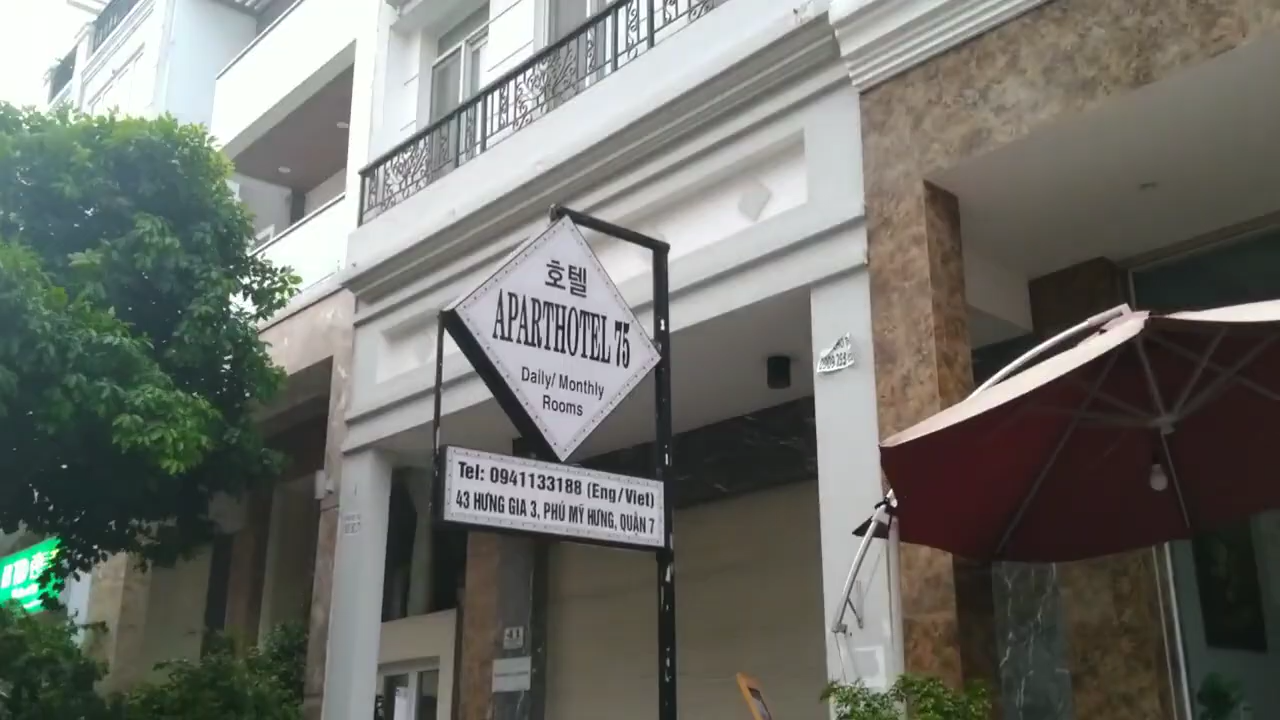 호텔
APARTHOTEL 75
Daily/ Monthly
Rooms
Tel: 0941133188 (Eng/Viet)
43 HƯNG GIA 3, PHÚ MỸ HƯNG, QUẬN 7
41